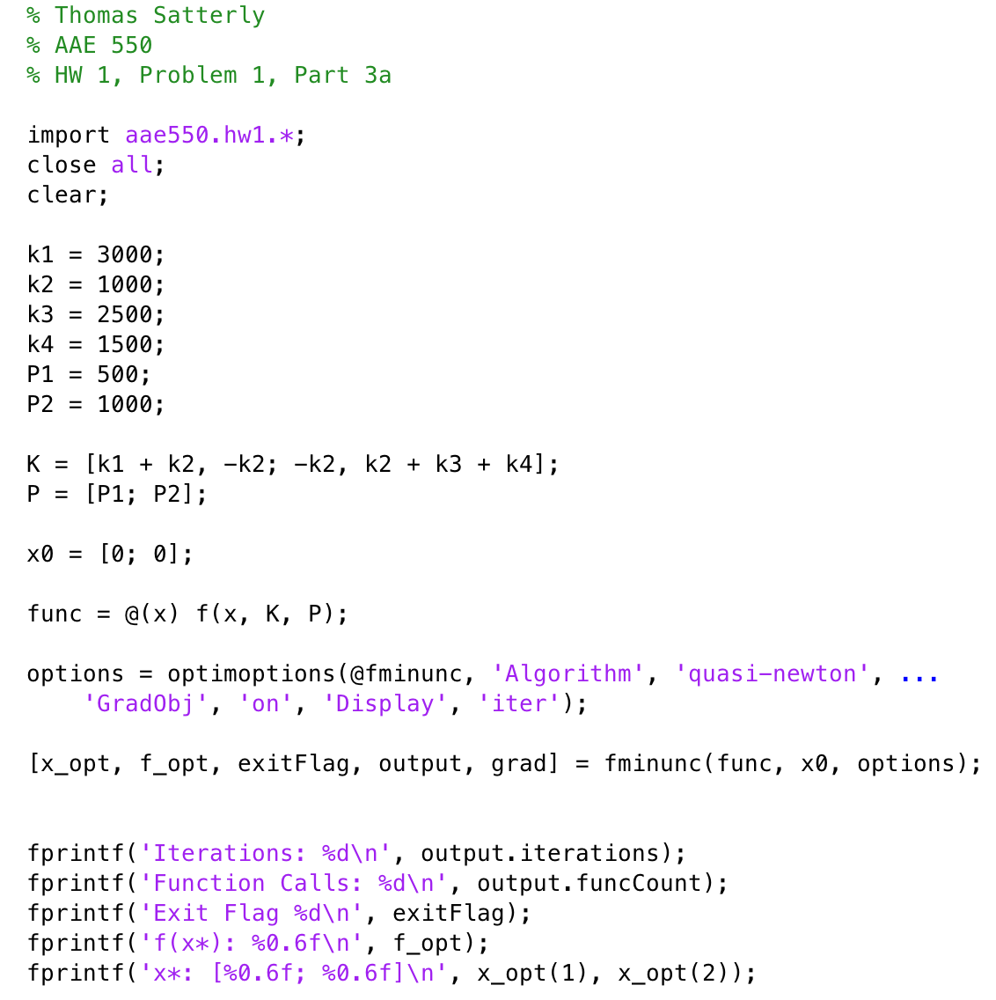 % Thomas Satterly
% AAE 550
% HW 1, Problem 1, Part 3a
import aae550.hw1.*;
close all;
clear;
k1 = 3000;
k2 = 1000;
k3 = 2500;
k4 = 1500;
P1 = 500;
P2 = 1000;
K = [k1 + k2, -k2; -k2, k2 + k3 + k4];
P = [P1; P2];
x0 = [0; 0];
func = @(x) f(x, K, P);
options = optimoptions(@fminunc, 'Algorithm', 'quasi-newton', ...
    'GradObj', 'on', 'Display', 'iter');
[x_opt, f_opt, exitFlag, output, grad] = fminunc(func, x0, options);
fprintf('Iterations: %d\n', output.iterations);
fprintf('Function Calls: %d\n', output.funcCount);
fprintf('Exit Flag %d\n', exitFlag);
fprintf('f(x*): %0.6f\n', f_opt);
fprintf('x*: [%0.6f; %0.6f]\n', x_opt(1), x_opt(2));